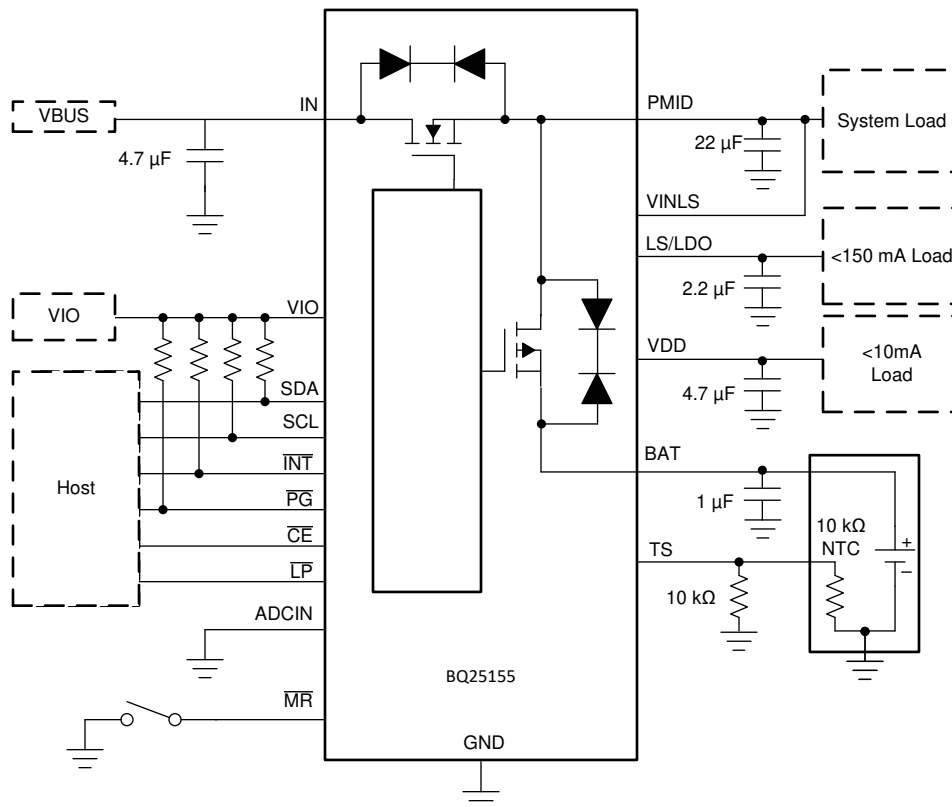 VBUS
IN
4.7 µF
PMID
System Load
22 µF
VINLS
LS/LDO
<150 mA Load
2.2 µF
VIO
VIO
VDD
<10mA
Load
4.7 µF
SDA
SCL
INT
PG
CE
LP
Host
BAT
1 µF
10 kΩ
NTC
+
−
TS
10 kΩ
ADCIN
MR
BQ25155
GND